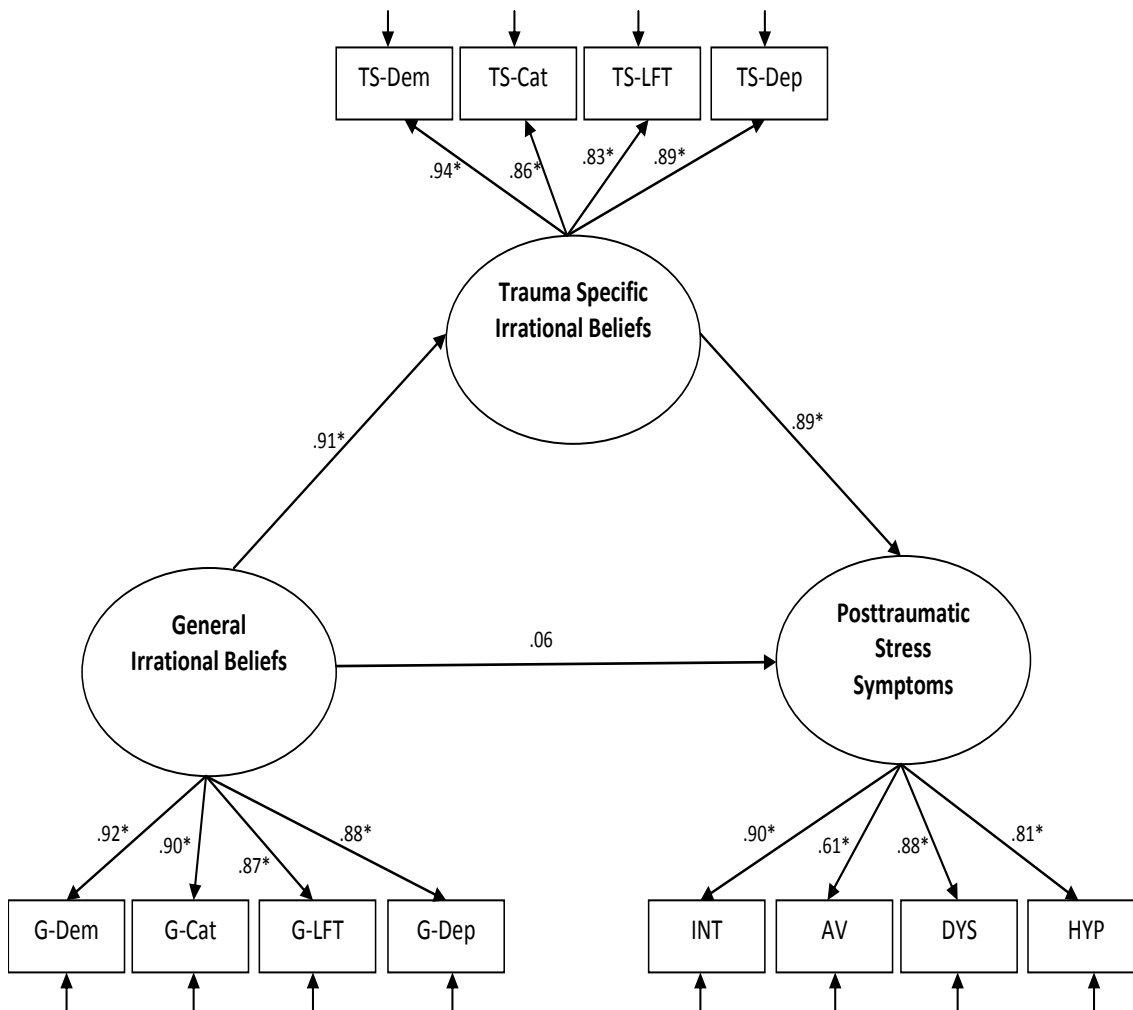 TS-Dem TS-Cat TS-LFT TS-Dep
.94* .86* .83* .89*
Trauma Specific
Irrational Beliefs
.91* .89*
General
Irrational Beliefs
.06
Posttraumatic
Stress
Symptoms
.92* .90* .87* .88*
.90* .61* .88* .81*
G-Dem G-Cat G-LFT G-Dep
INT AV DYS HYP